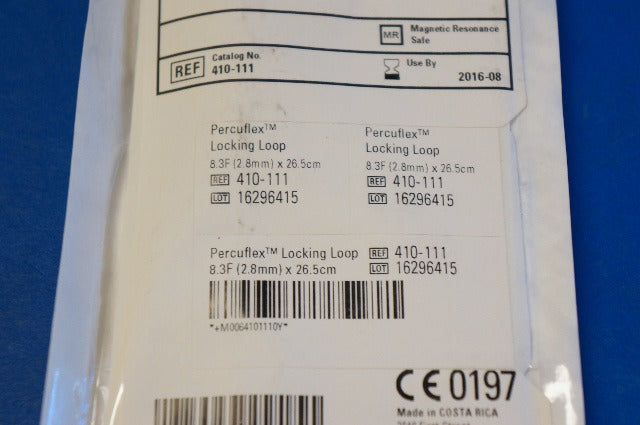 MR Magnetic Resonance
Safe
REF Catalog No.
410-111
Use By
2016-08
Percuflex™
Locking Loop
8.3F (2.8mm) x 26.5cm
REF 410-111
LOT 16296415
Percuflex™
Locking Loop
8.3F (2.8mm) x 26.5cm
REF 410-111
LOT 16296415
Percuflex™ Locking Loop REF 410-111
8.3F (2.8mm) x 26.5cm LOT 16296415
*+M0064101110Y*
CE 0197
Made in COSTA RICA